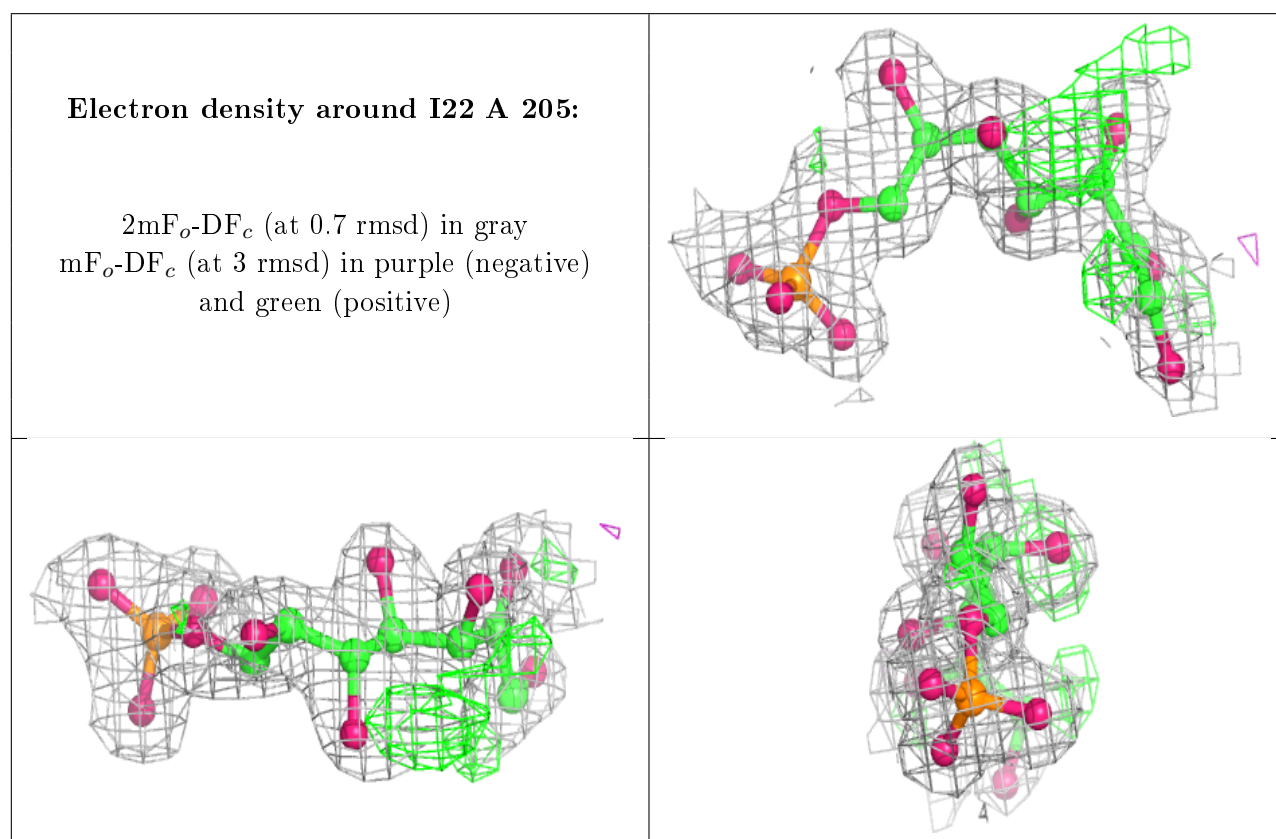 Electron density around I22 A 205:
2mFo-DFc (at 0.7 rmsd) in gray
mFo-DFc (at 3 rmsd) in purple (negative)
and green (positive)